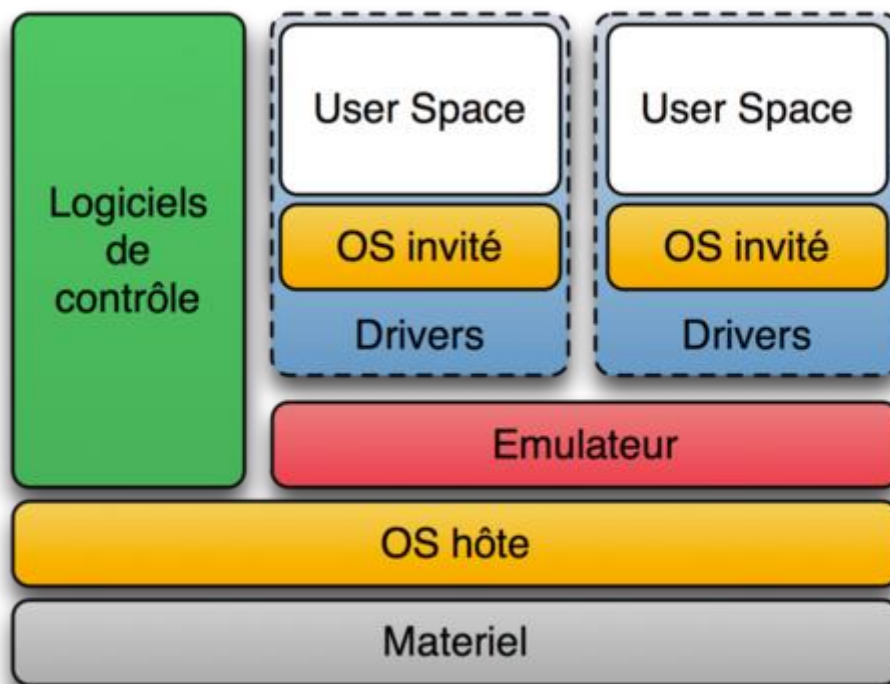 Logiciels
de
contrôle
User Space
OS invité
Drivers
User Space
OS invité
Drivers
Emulateur
OS hôte
Materiel